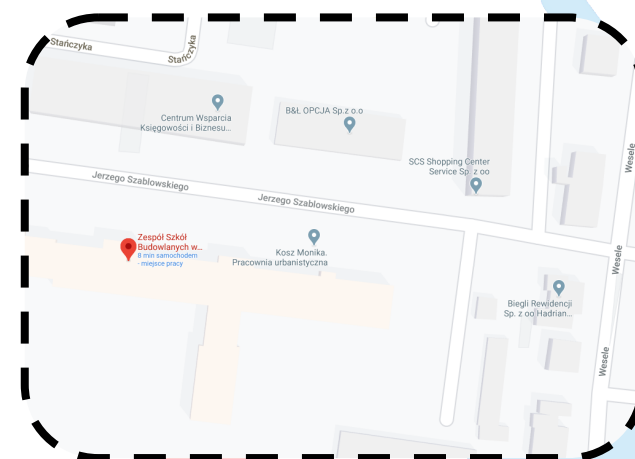 Stańczyka
Stańczyka
Centrum Wsparcia
Księgowości i Biznesu...
B&Ł OPCJA Sp.z o.o
SCS Shopping Center
Service Sp. z oo
Wesele
Jerzego Szablowskiego
Jerzego Szablowskiego
Zespół Szkół
Budowlanych w...
8 min samochodem
- miejsce pracy
Kosz Monika.
Pracownia urbanistyczna
Wesele
Biegli Rewidenci
Sp. z oo Hadrian...
Wesele